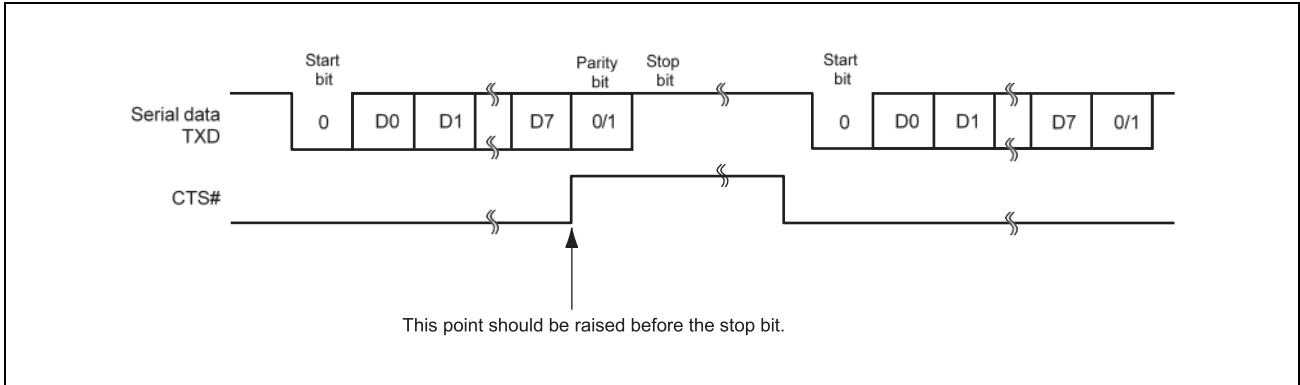 Start
bit
Parity
bit
Stop
bit
Start
bit
Serial data
TXD
0
D0
D1
D7
0/1
0
D0
D1
D7
0/1
CTS#
This point should be raised before the stop bit.